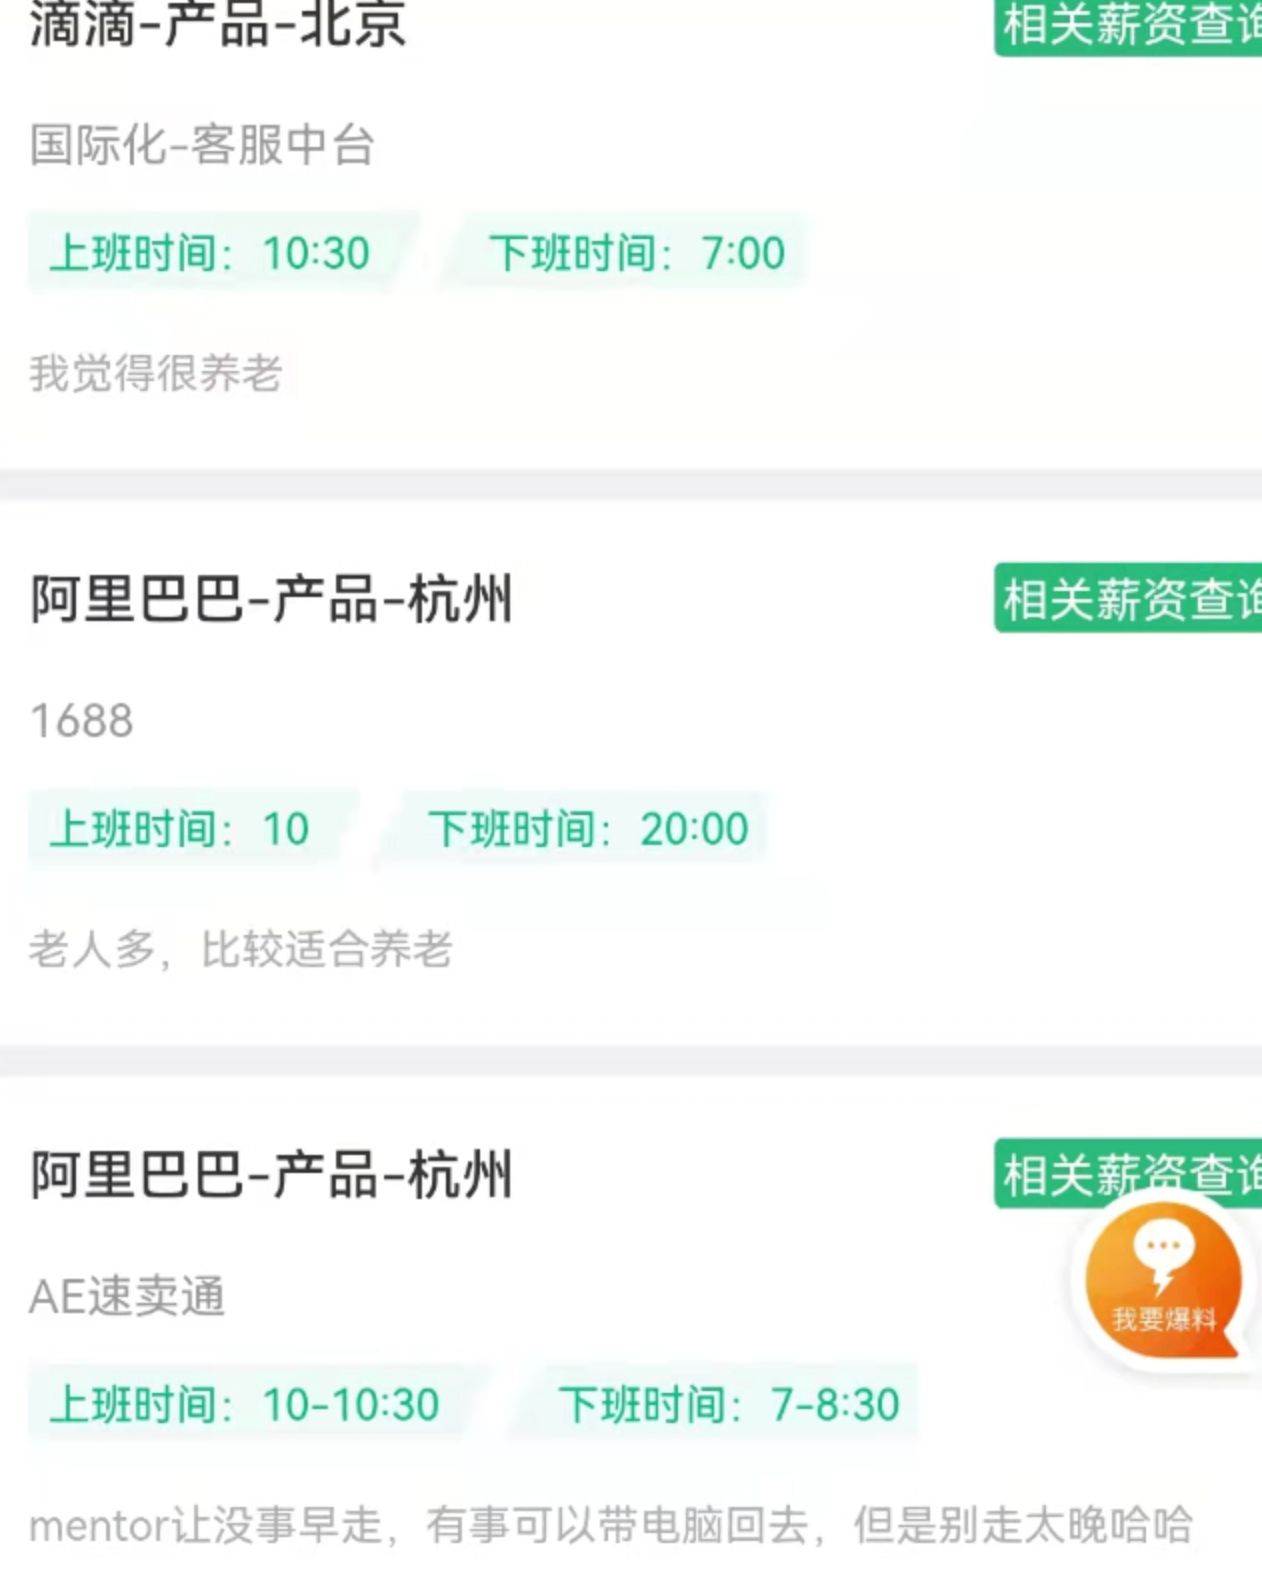 滴滴-产品-北京
相关薪资查询
国际化-客服中台
上班时间：10:30
下班时间：7:00
我觉得很养老
阿里巴巴-产品-杭州
相关薪资查询
1688
上班时间：10
下班时间：20:00
老人多，比较适合养老
阿里巴巴-产品-杭州
相关薪资查询
我要爆料
AE速卖通
上班时间：10-10:30
下班时间：7-8:30
mentor让没事早走，有事可以带电脑回去，但是别走太晚哈哈